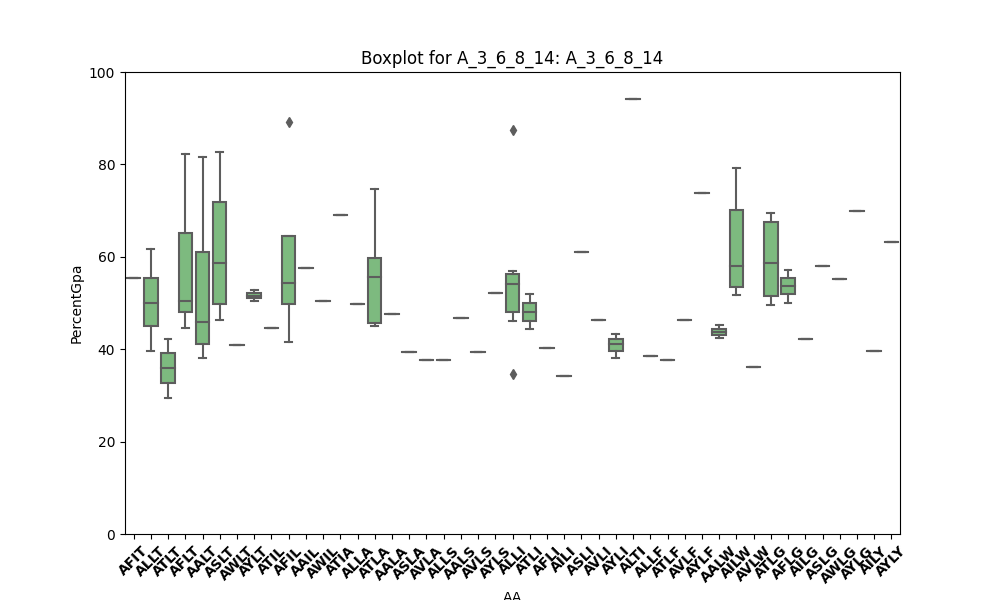 Boxplot for A_3_6_8_14: A_3_6_8_14
100
80
60
40
20
0
PercentGpa
AFIT ALLT ATLT AFLT AALT ASLT AWLT AYLT ATIL AFIL AAIL AWIL ATIA ALLA ATLA AALA ASLA AVLA ALLS AALS AVLS AYLS ALLI ATLI AFLI AILI ASLI AVLI AYLI ALTI ALLF ATLF AVLF AYLF AALW AILW AVLW ATLG AFLG AILG ASLG AWLG AYLG AILY AYLY
AA